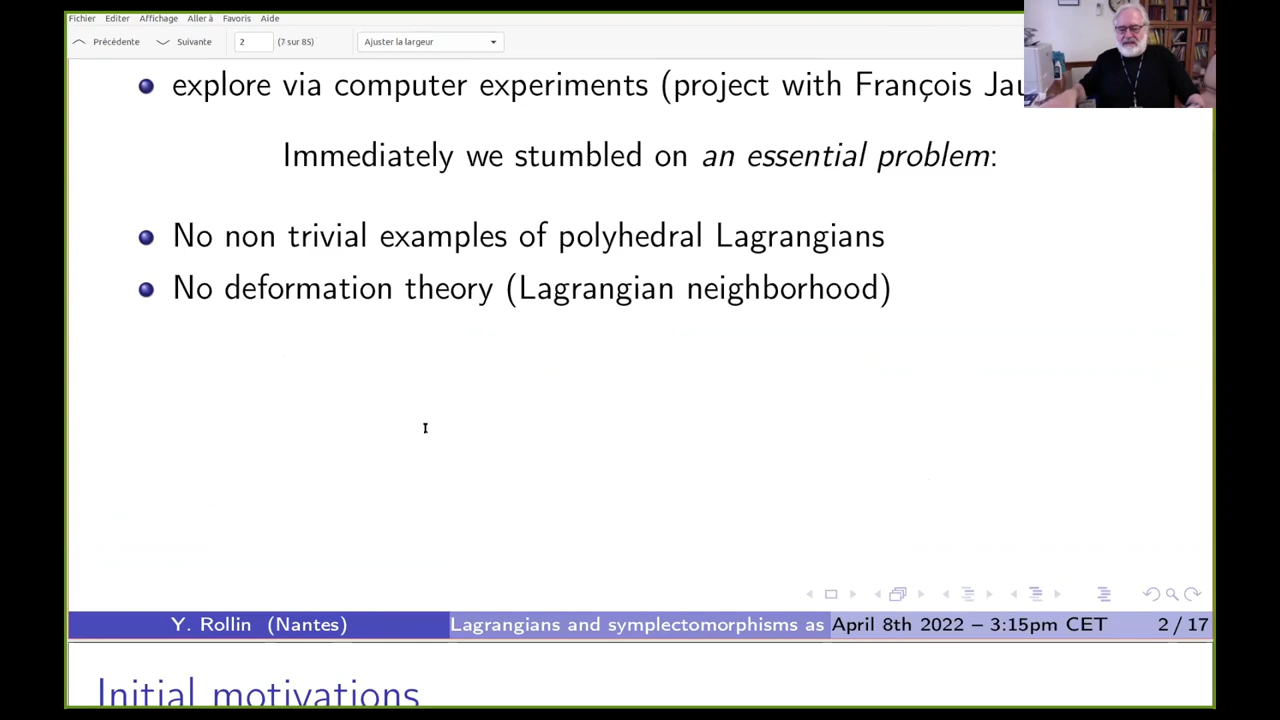 Fichier Editer Affichage Aller à Favoris Aide
Précédente Suivante 2 (7 sur 85) Ajuster la largeur
explore via computer experiments (project with François
Immediately we stumbled on an essential problem:
No non trivial examples of polyhedral Lagrangians
No deformation theory (Lagrangian neighborhood)
Y. Rollin (Nantes) Lagrangians and symplectomorphisms as April 8th 2022 – 3:15pm CET 2 / 17
Initial motivations